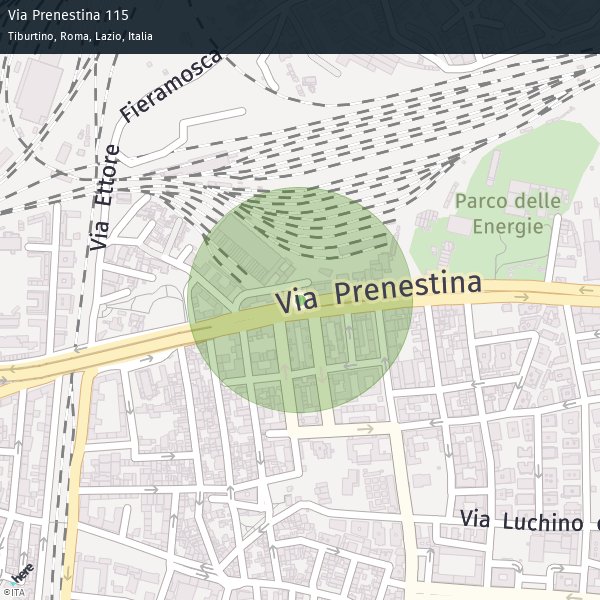 Via Prenestina 115
Tiburtino, Roma, Lazio, Italia
Via Ettore Fieramosca
Parco delle
Energie
Via Prenestina
Via Luchino
here
©ITA